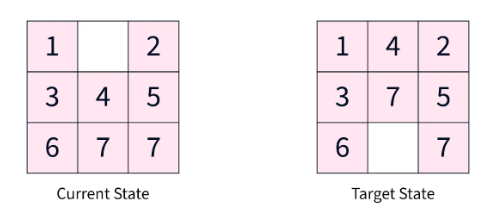 1 2 1 4 2
3 4 5 3 7 5
6 7 7 6 7
Current State Target State